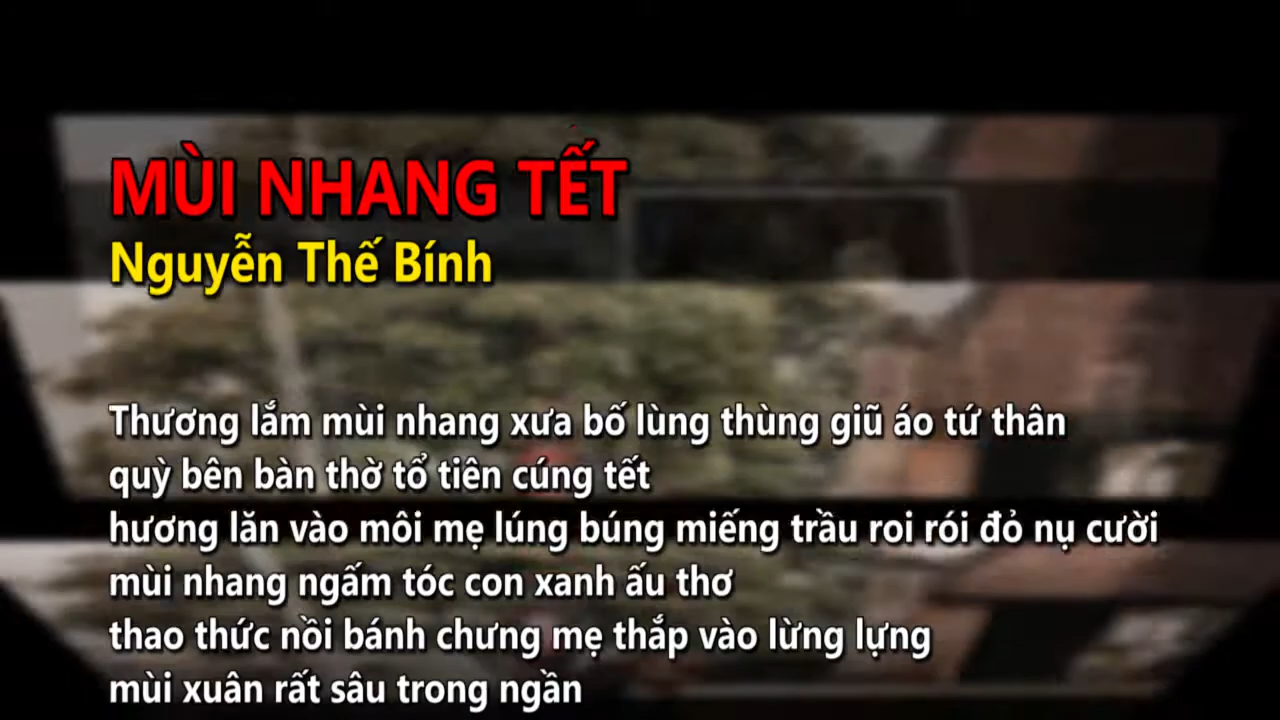 MÙI NHANG TẾT
Nguyễn Thế Bính
Thương lắm mùi nhang xưa bố lùng thùng giũ áo tứ thân
quỳ bên bàn thờ tổ tiên cúng tết
hương lăn vào môi mẹ lúng búng miếng trầu roi rói đỏ nụ cười
mùi nhang ngấm tóc con xanh ấu thơ
thao thức nồi bánh chưng mẹ thắp vào lừng lựng
mùi xuân rất sâu trong ngần